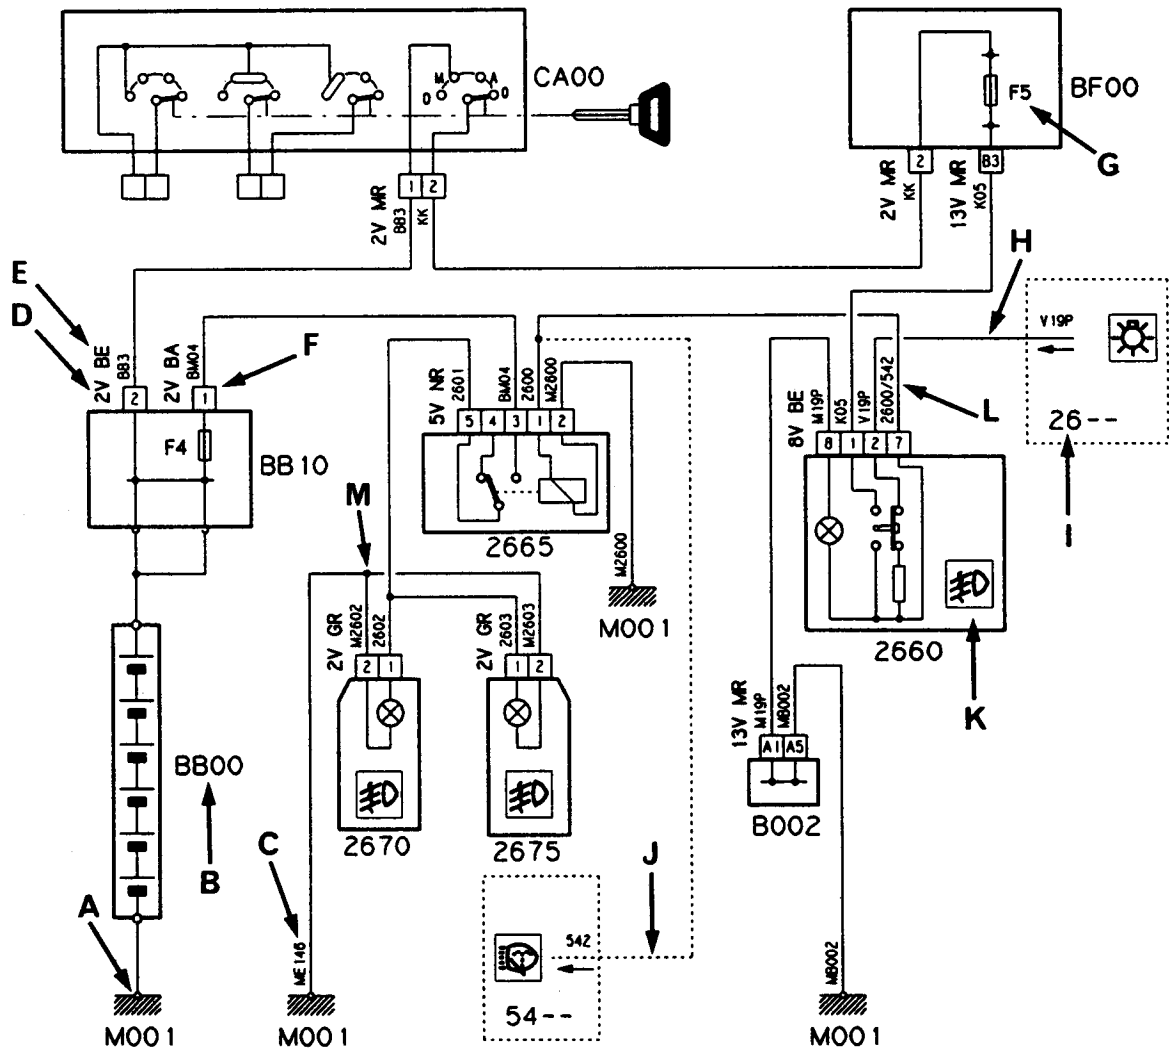 CA00
M A
O O
1 2
2V MR
BB3
KK
BF00
F5
G
2 B3
2V MR
KK
13V MR
K05
H
V19P
26--
I
E
D
2V BE
BB3
2V BA
BM04
F
2 1
F4
BB10
5V NR
2601
BM04
2600
M2600
5 4 3 1 2
2665
M2600
M001
8V BE
M19P
K05
V19P
2600/542
L
8 1 2 7
2660
K
M
2V GR
M2602
2602
2 1
2670
2V GR
2603
M2603
1 2
2675
13V MR
M19P
MB002
A1 A5
B002
BB00
B
A
C
J
ME146
542
54--
MB002
M001
M001
M001